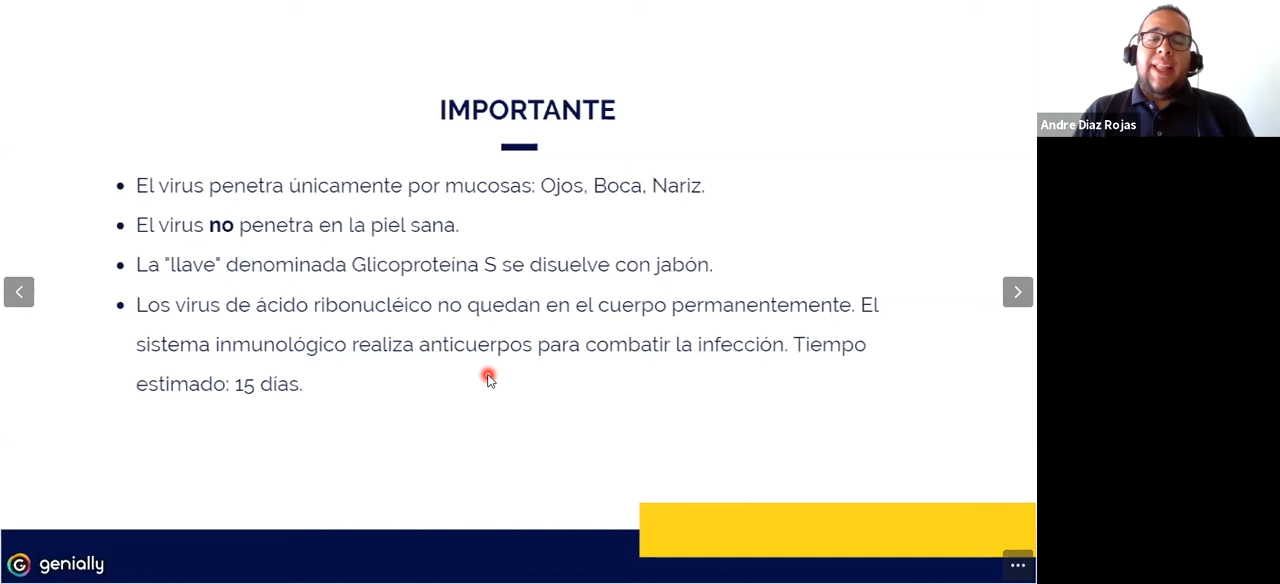 IMPORTANTE
El virus penetra únicamente por mucosas: Ojos, Boca, Nariz.
El virus no penetra en la piel sana.
La "llave" denominada Glicoproteína S se disuelve con jabón.
Los virus de ácido ribonucléico no quedan en el cuerpo permanentemente. El
sistema inmunológico realiza anticuerpos para combatir la infección. Tiempo
estimado: 15 días.
Andre Diaz Rojas
genially